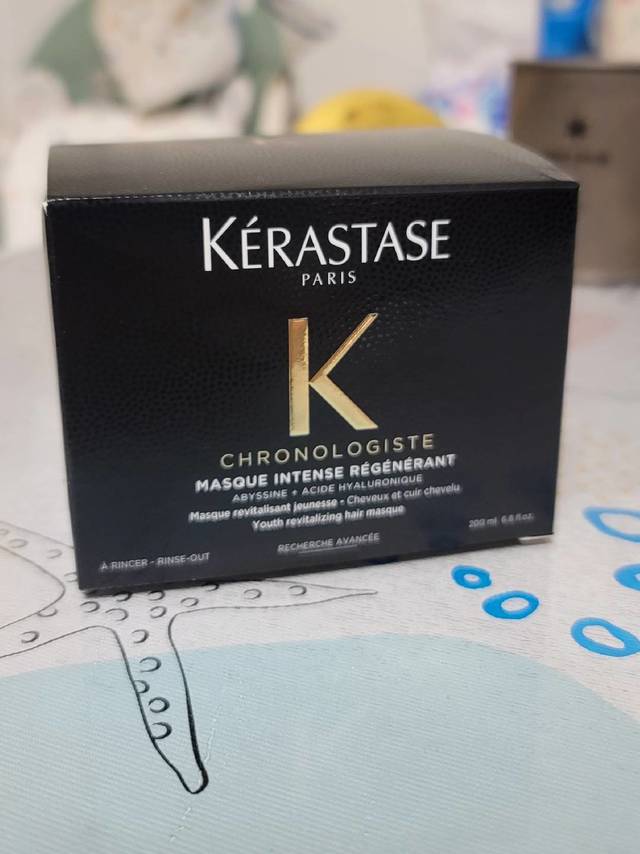 KÉRASTASE
PARIS
K
CHRONOLOGISTE
MASQUE INTENSE RÉGÉNÉRANT
ABYSSINE + ACIDE HYALURONIQUE
Masque revitalisant jeunesse - Cheveux et cuir chevelu
Youth revitalizing hair masque
200 ml 6.8 fl.oz.
RECHERCHE AVANCÉE
À RINCER - RINSE-OUT